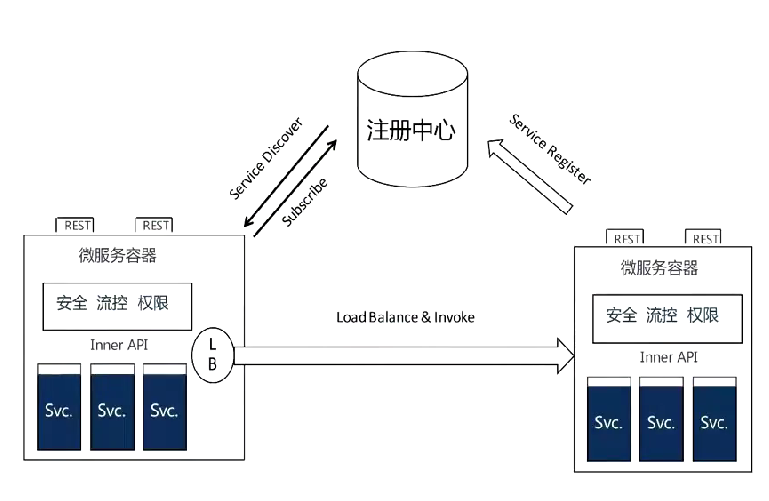 注册中心
Service Discover
Subscribe
Service Register
REST REST
微服务容器
安全 流控 权限
Inner API
L
B
Svc. Svc. Svc.
Load Balance & Invoke
REST REST
微服务容器
安全 流控 权限
Inner API
Svc. Svc. Svc.